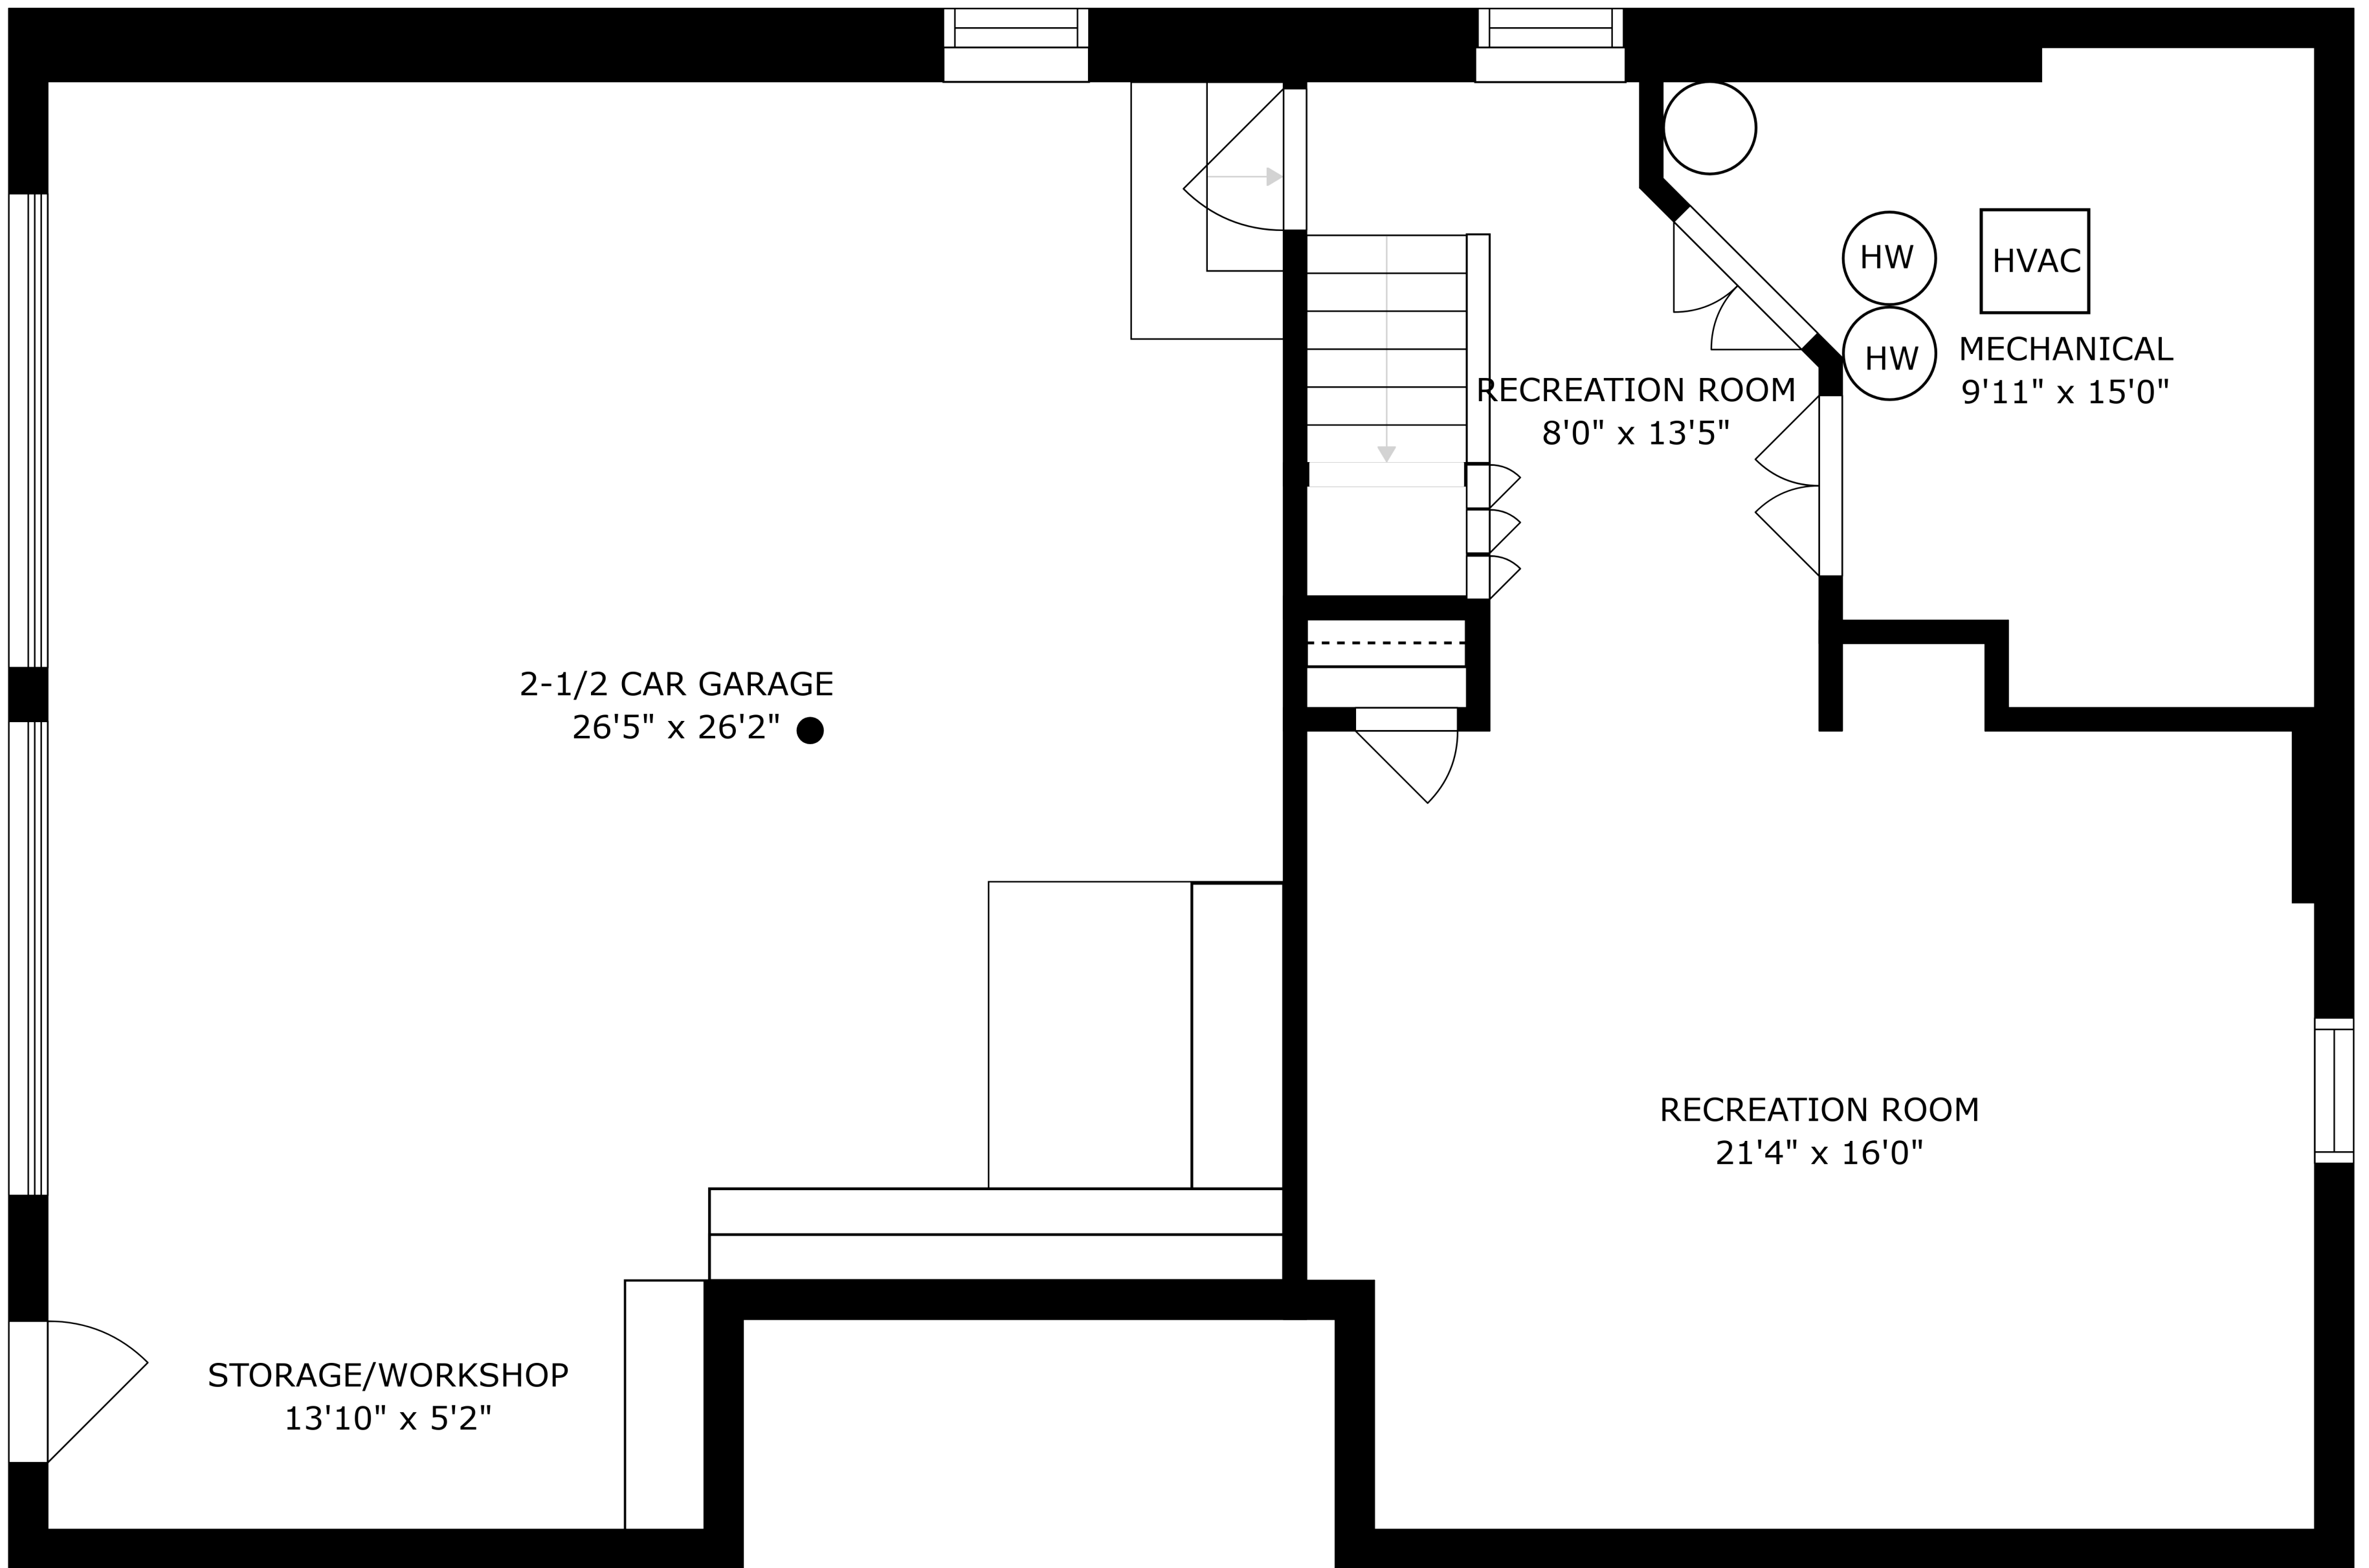 HW
HVAC
HW
MECHANICAL
9'11" x 15'0"
RECREATION ROOM
8'0" x 13'5"
2-1/2 CAR GARAGE
26'5" x 26'2"
RECREATION ROOM
21'4" x 16'0"
STORAGE/WORKSHOP
13'10" x 5'2"